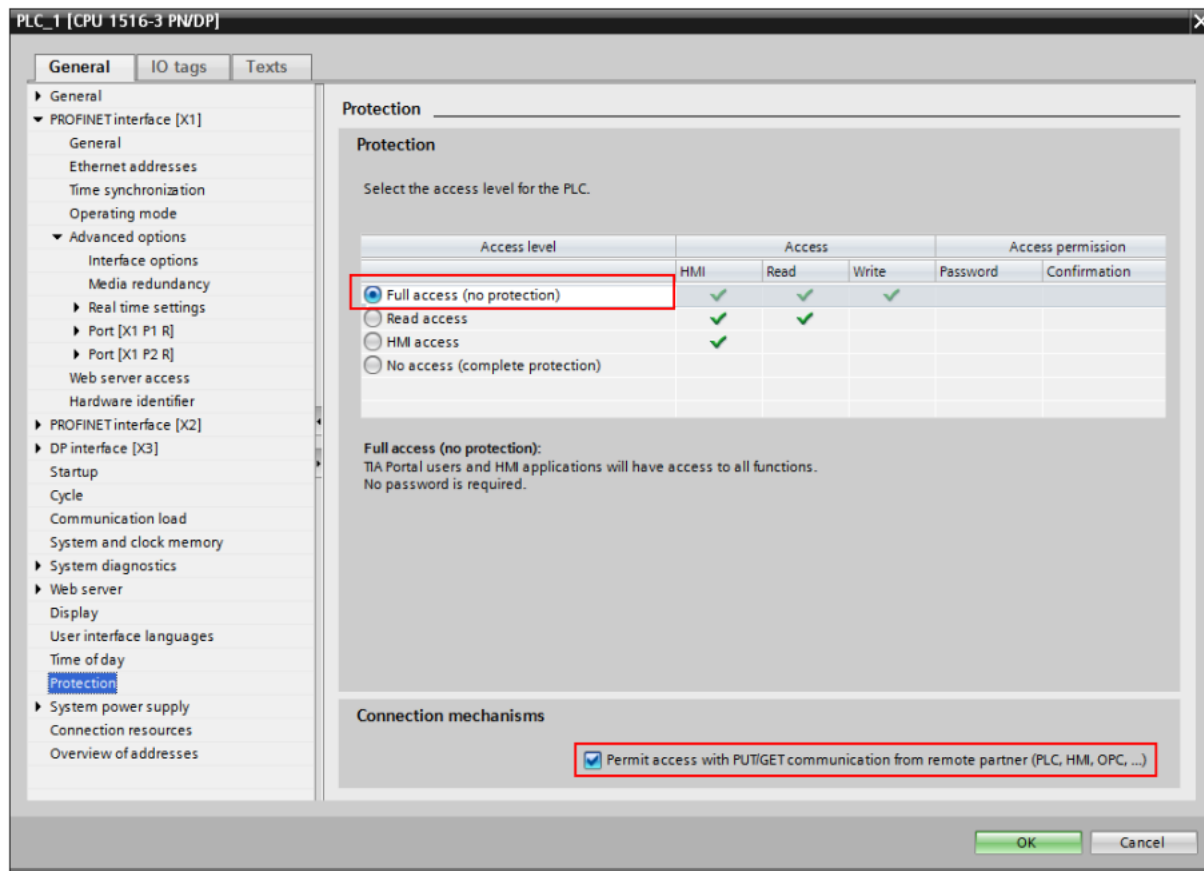 PLC_1 [CPU 1516-3 PN/DP]
General
IO tags
Texts
General
PROFINET interface [X1]
General
Ethernet addresses
Time synchronization
Operating mode
Advanced options
Interface options
Media redundancy
Real time settings
Port [X1 P1 R]
Port [X1 P2 R]
Web server access
Hardware identifier
PROFINET interface [X2]
DP interface [X3]
Startup
Cycle
Communication load
System and clock memory
System diagnostics
Web server
Display
User interface languages
Time of day
Protection
System power supply
Connection resources
Overview of addresses
Protection
Protection
Select the access level for the PLC.
Access level Access Access permission
HMI Read Write Password Confirmation
Full access (no protection)
Read access
HMI access
No access (complete protection)
Full access (no protection):
TIA Portal users and HMI applications will have access to all functions.
No password is required.
Connection mechanisms
Permit access with PUT/GET communication from remote partner (PLC, HMI, OPC, ...)
OK
Cancel